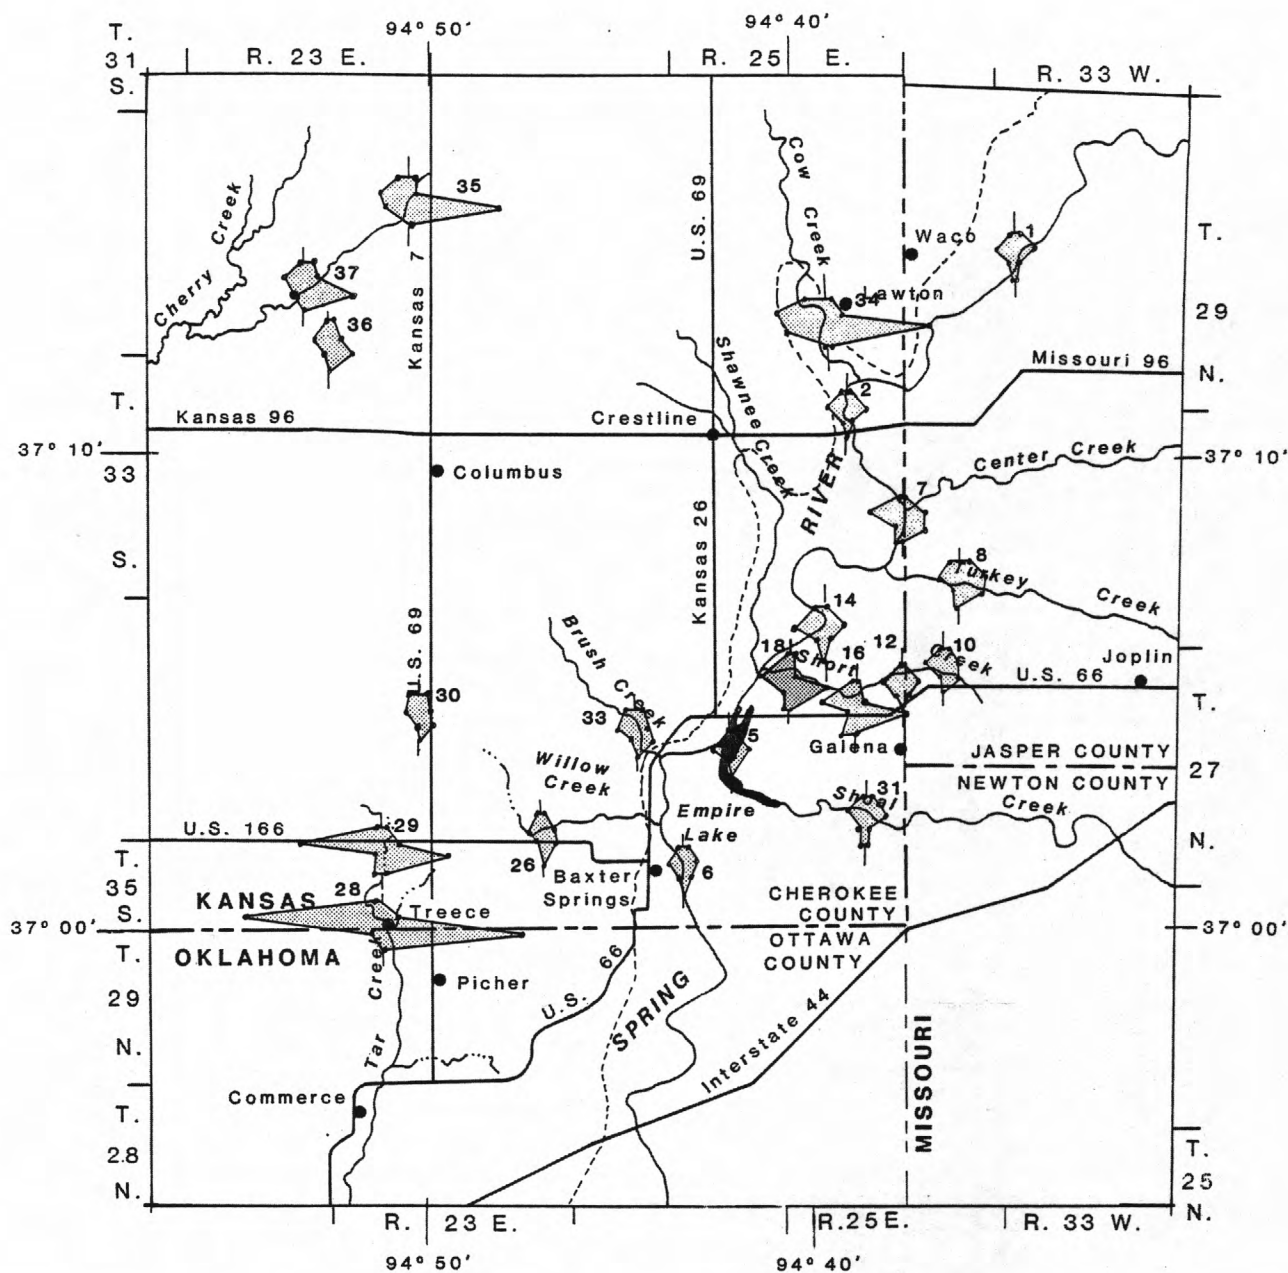 T.
31
S.
R. 23 E.
94° 50'
94° 40'
R. 25 E.
R. 33 W.
Cherry Creek
35
37
36
Kansas 7
U.S. 69
Cow Creek
Waco
1
34
Lawton
T.
29
N.
Missouri 96
Shawnee Creek
2
T.
33
S.
Kansas 96
Crestline
37° 10'
Columbus
RIVER
Center Creek
37° 10'
7
Kansas 26
8
Turkey Creek
14
U.S. 69
30
Brush Creek
33
18
Short Creek
16
12
10
Joplin
U.S. 66
5
Galena
T.
27
N.
JASPER COUNTY
NEWTON COUNTY
Willow Creek
Empire Lake
31
Shoal Creek
U.S. 166
29
26
Baxter Springs
6
T.
35
S.
28
KANSAS
Treece
CHEROKEE COUNTY
37° 00'
37° 00'
OKLAHOMA
OTTAWA COUNTY
T.
29
N.
Tar Creek
Picher
U.S. 66
SPRING
Interstate 44
MISSOURI
Commerce
T.
28
N.
T.
25
N.
R. 23 E.
R. 25 E.
R. 33 W.
94° 50'
94° 40'